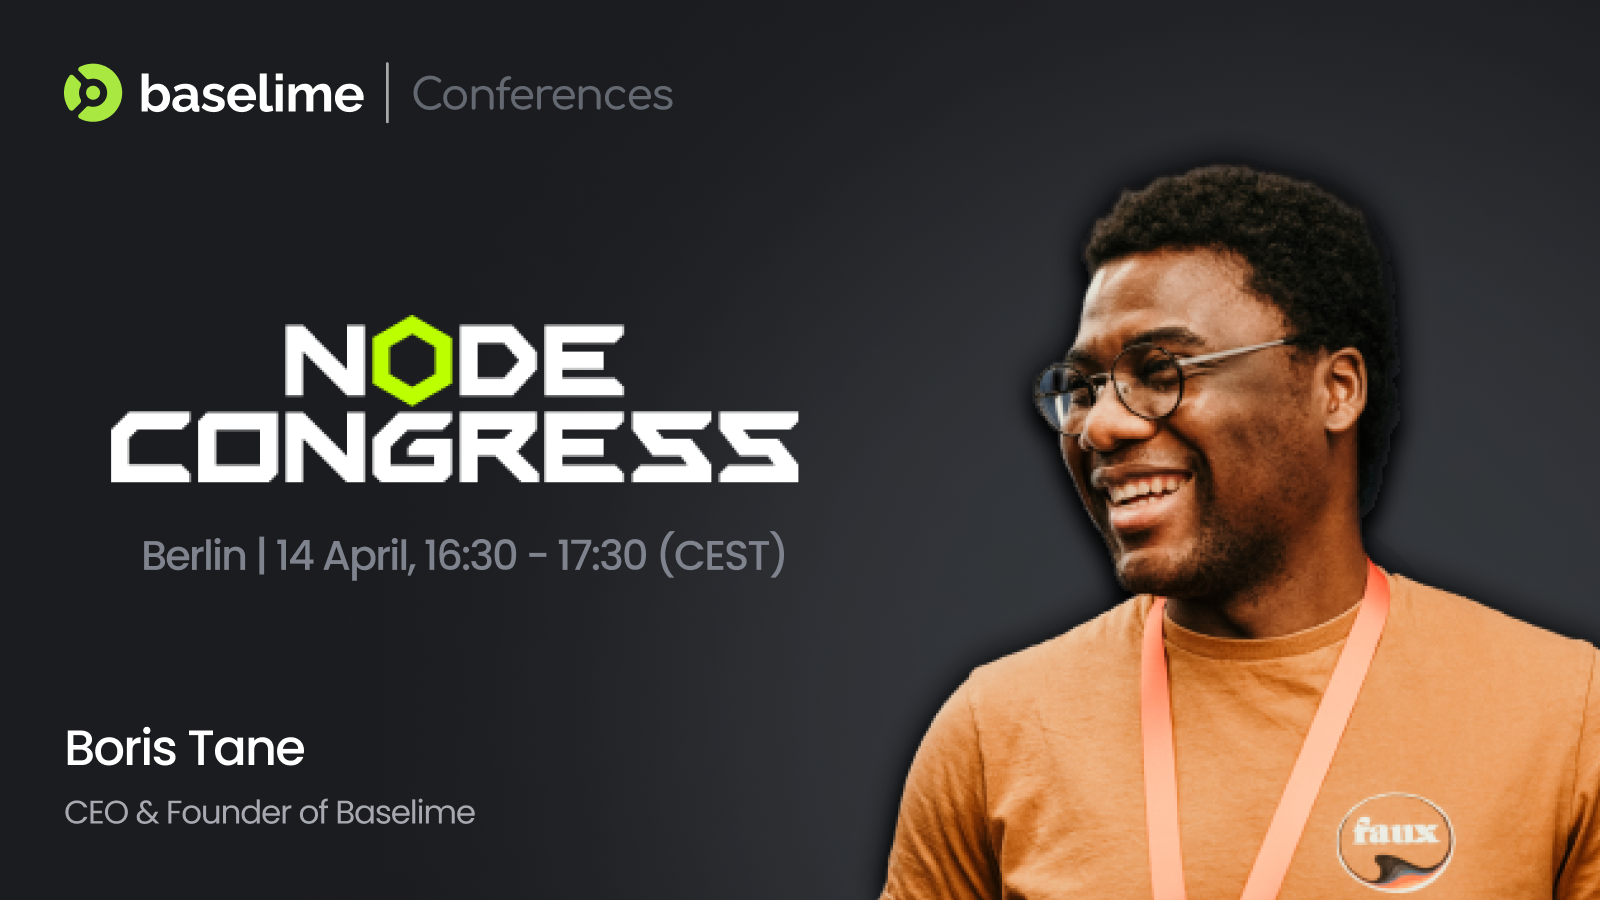 baselime | Conferences
NODE
CONGRESS
Berlin | 14 April, 16:30 - 17:30 (CEST)
Boris Tane
CEO & Founder of Baselime
faux